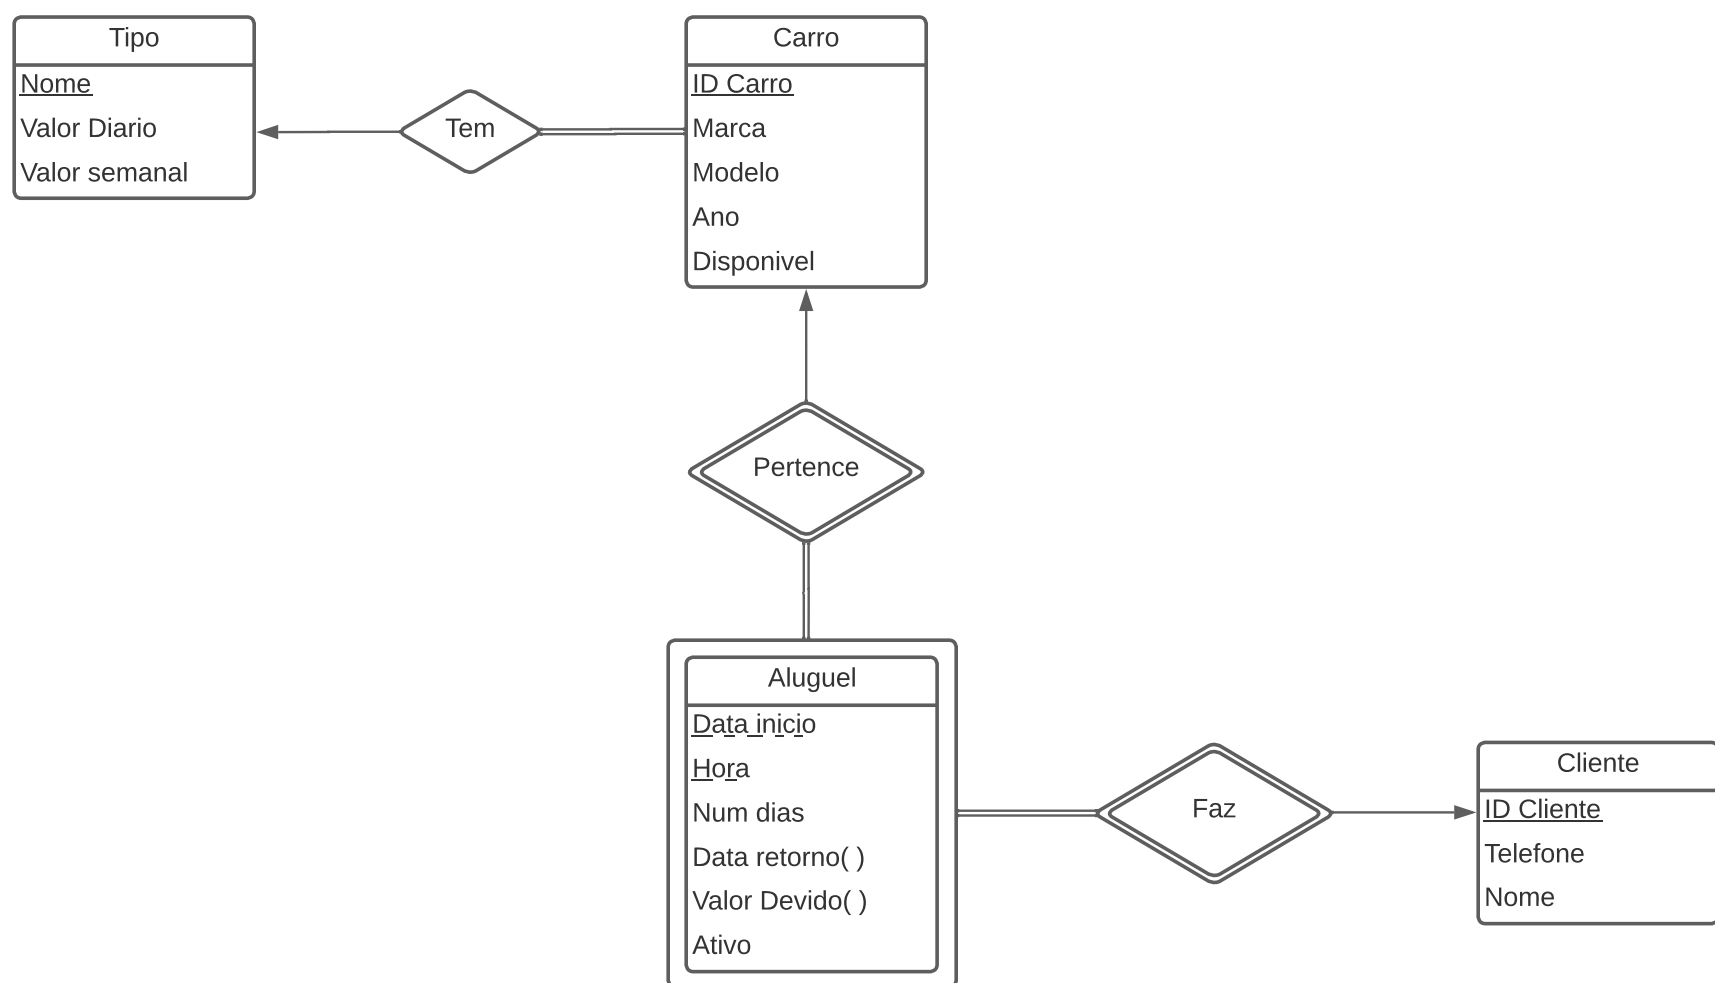 Tipo
Nome
Valor Diario
Valor semanal
Tem
Carro
ID Carro
Marca
Modelo
Ano
Disponivel
Pertence
Aluguel
Data inicio
Hora
Num dias
Data retorno( )
Valor Devido( )
Ativo
Faz
Cliente
ID Cliente
Telefone
Nome